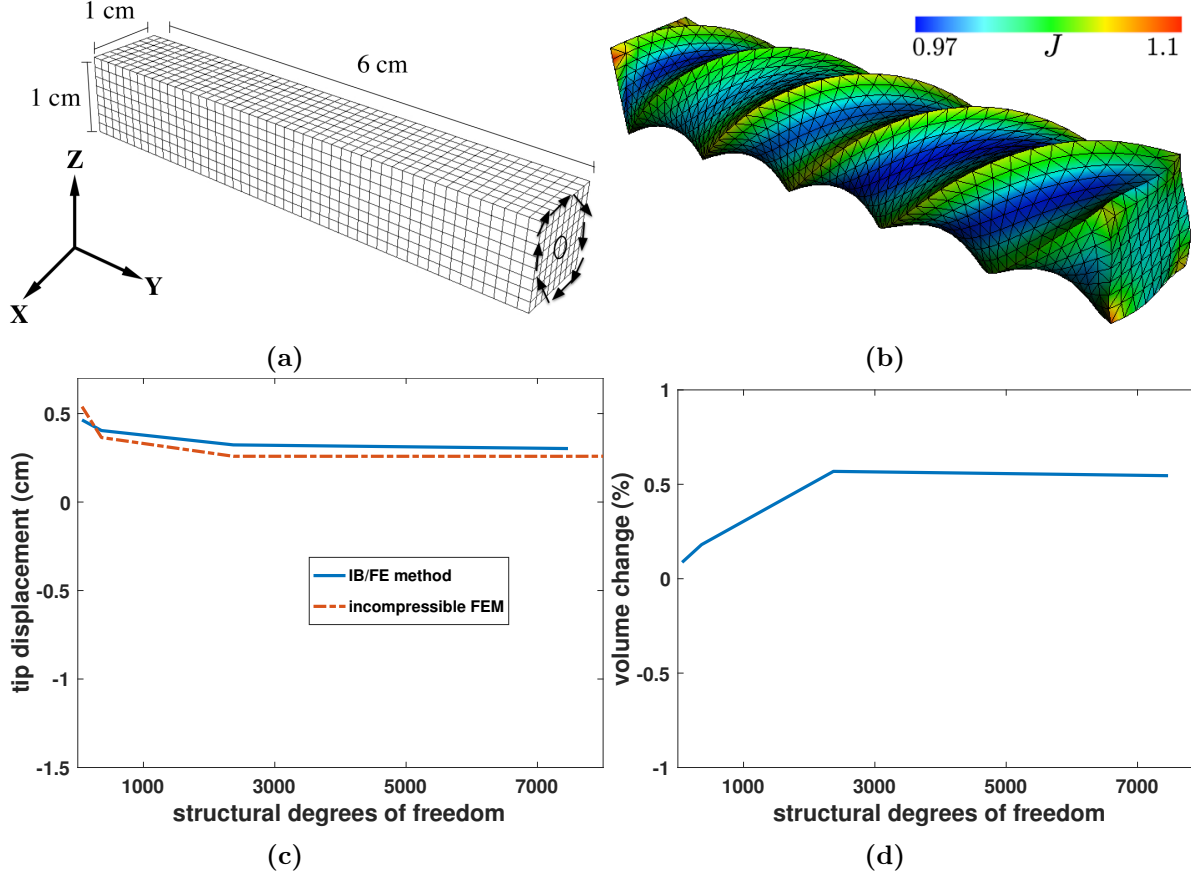 1 cm
6 cm
1 cm
Z
Y
X
0.97 J 1.1
(a)
(b)
0.5
0
-0.5
-1
-1.5
tip displacement (cm)
IB/FE method
incompressible FEM
1000 3000 5000 7000
structural degrees of freedom
(c)
1
0.5
0
-0.5
-1
volume change (%)
1000 3000 5000 7000
structural degrees of freedom
(d)